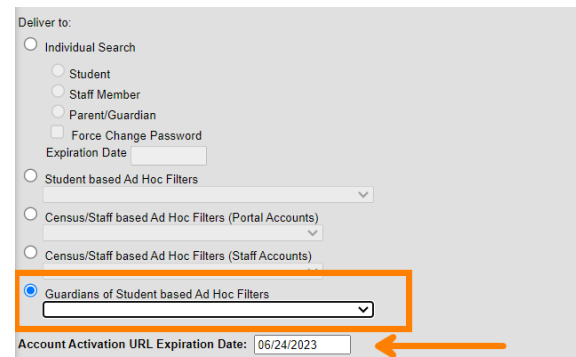 Deliver to:
Individual Search
Student
Staff Member
Parent/Guardian
Force Change Password
Expiration Date
Student based Ad Hoc Filters
Census/Staff based Ad Hoc Filters (Portal Accounts)
Census/Staff based Ad Hoc Filters (Staff Accounts)
Guardians of Student based Ad Hoc Filters
Account Activation URL Expiration Date: 06/24/2023